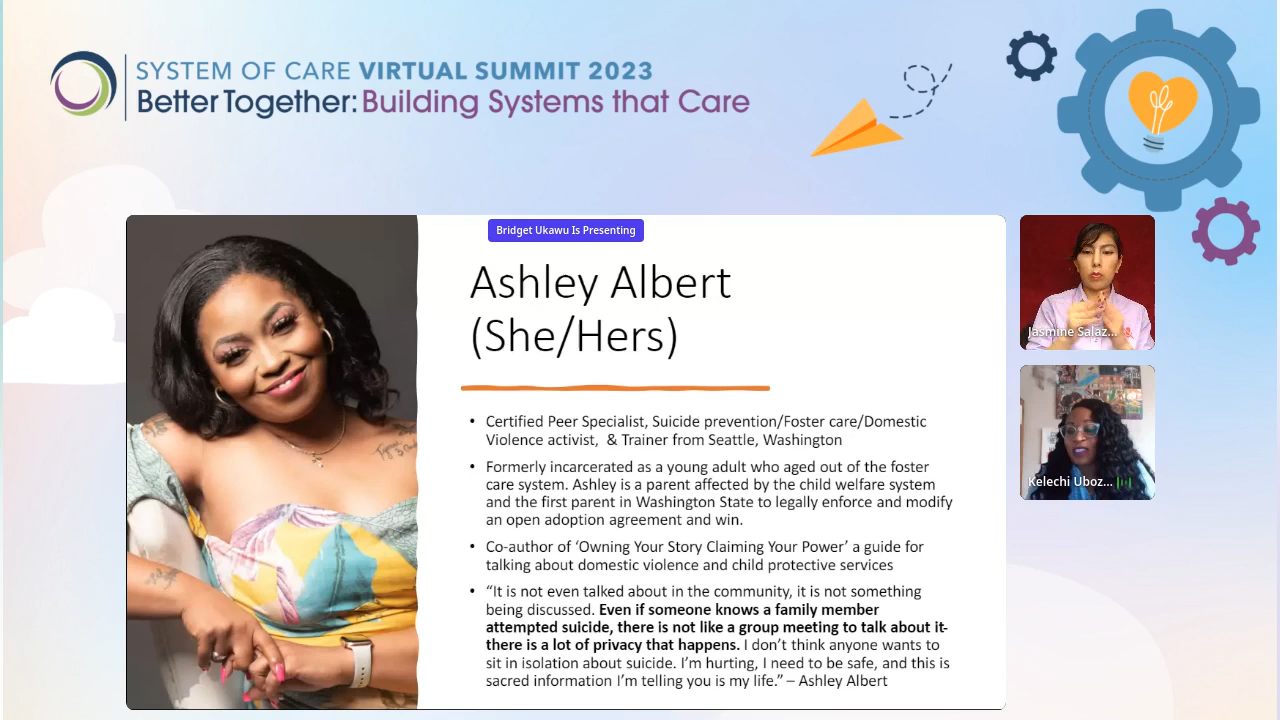 SYSTEM OF CARE VIRTUAL SUMMIT 2023
Better Together: Building Systems that Care
Bridget Ukawu Is Presenting
Ashley Albert
(She/Hers)
• Certified Peer Specialist, Suicide prevention/Foster care/Domestic
Violence activist, & Trainer from Seattle, Washington
• Formerly incarcerated as a young adult who aged out of the foster
care system. Ashley is a parent affected by the child welfare system
and the first parent in Washington State to legally enforce and modify
an open adoption agreement and win.
• Co-author of ‘Owning Your Story Claiming Your Power’ a guide for
talking about domestic violence and child protective services
• “It is not even talked about in the community, it is not something
being discussed. Even if someone knows a family member
attempted suicide, there is not like a group meeting to talk about it-
there is a lot of privacy that happens. I don’t think anyone wants to
sit in isolation about suicide. I’m hurting, I need to be safe, and this is
sacred information I’m telling you is my life.” – Ashley Albert
Jasmine Salaz...
Kelechi Uboz...